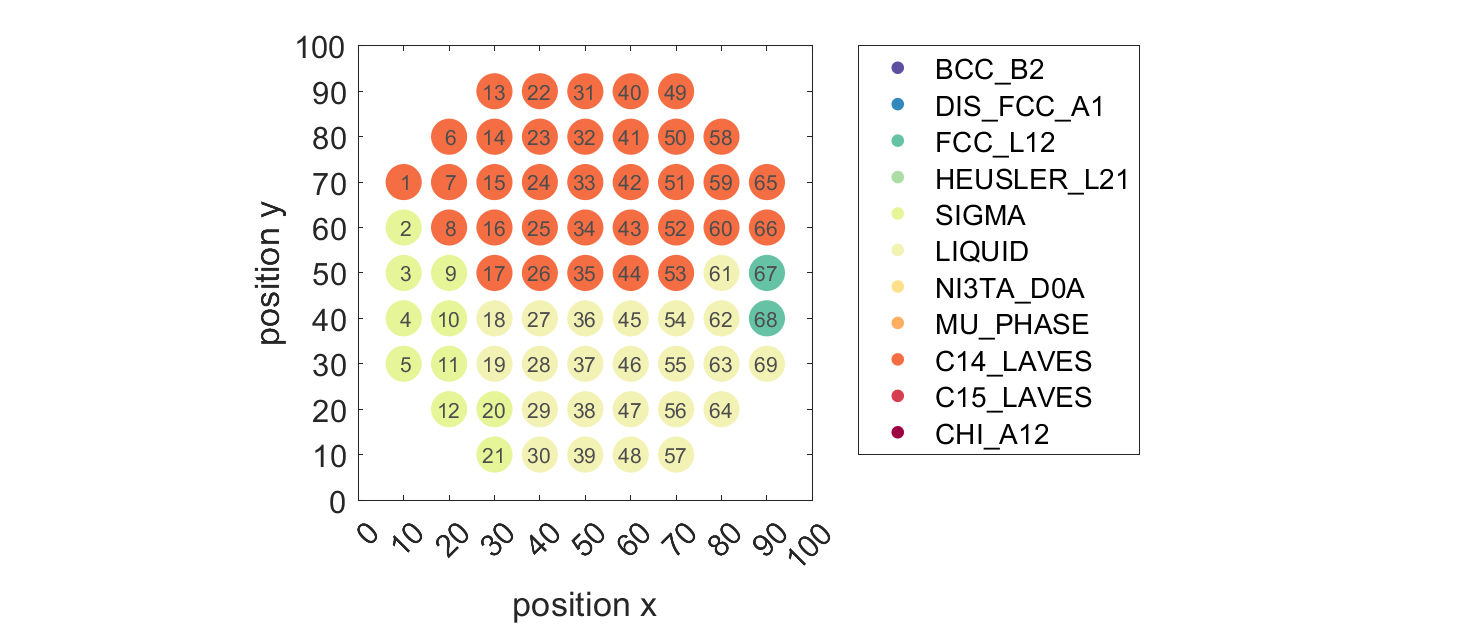 100
90
80
70
60
50
40
30
20
10
0
position y
13 22 31 40 49
6 14 23 32 41 50 58
1 7 15 24 33 42 51 59 65
2 8 16 25 34 43 52 60 66
3 9 17 26 35 44 53 61 67
4 10 18 27 36 45 54 62 68
5 11 19 28 37 46 55 63 69
12 20 29 38 47 56 64
21 30 39 48 57
0 10 20 30 40 50 60 70 80 90 100
position x
BCC_B2
DIS_FCC_A1
FCC_L12
HEUSLER_L21
SIGMA
LIQUID
NI3TA_D0A
MU_PHASE
C14_LAVES
C15_LAVES
CHI_A12